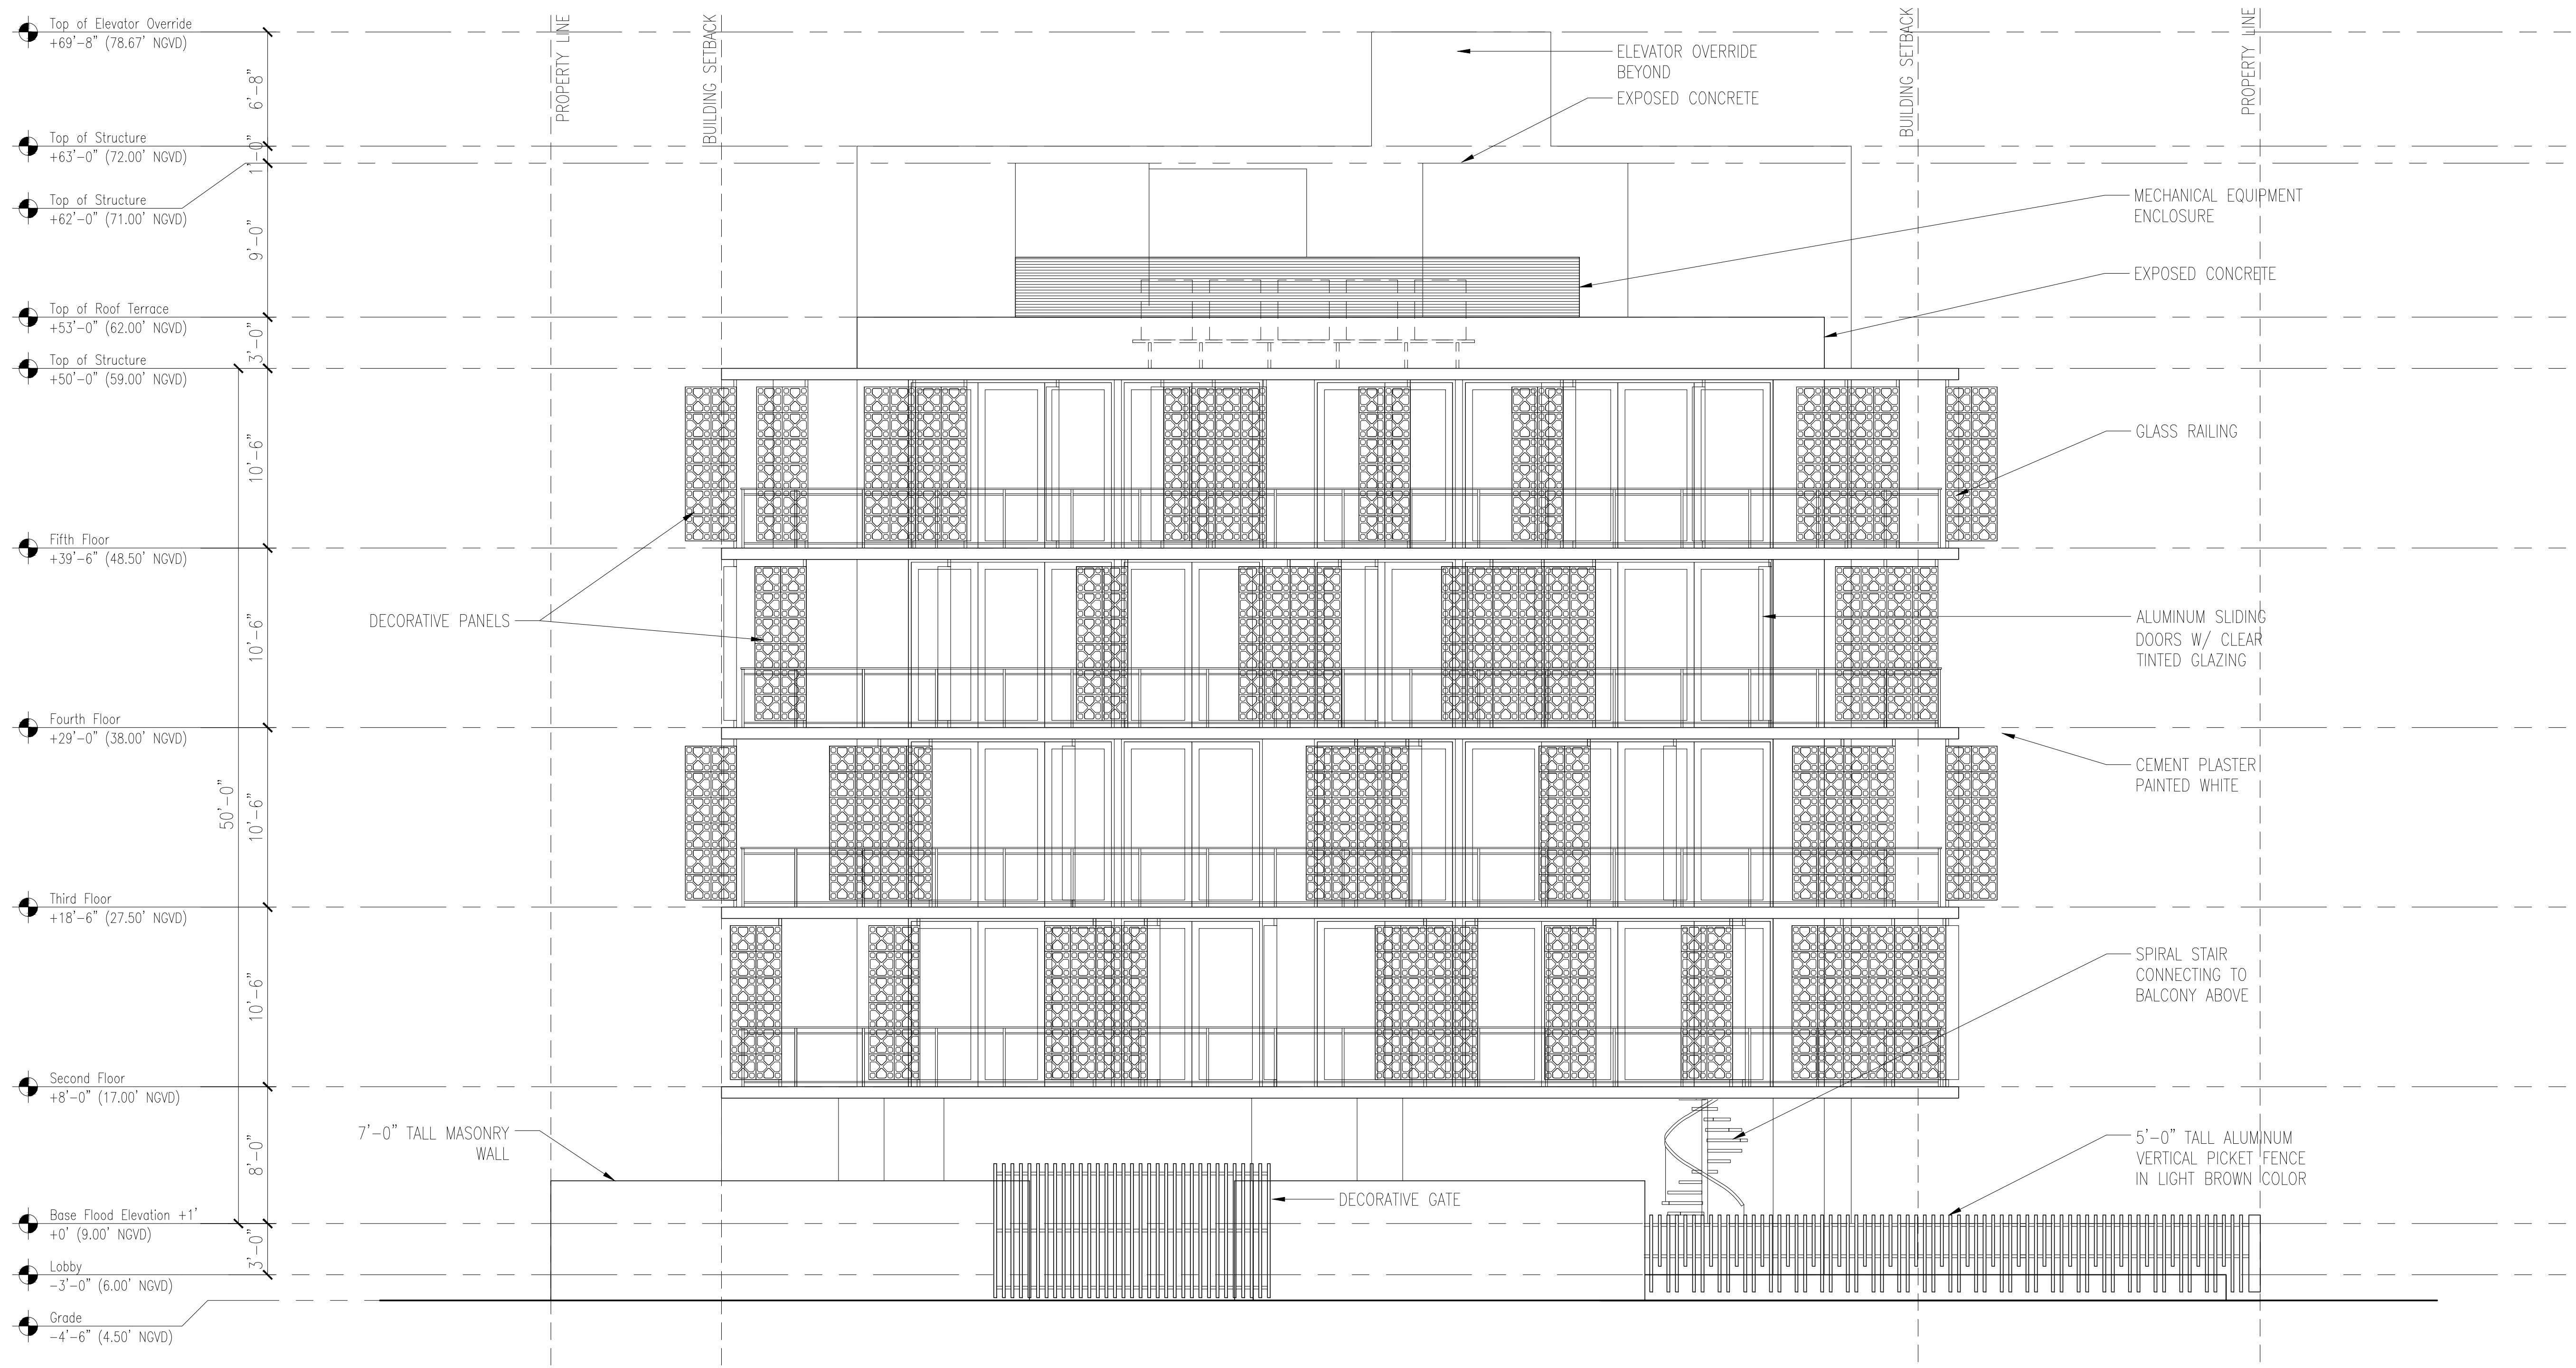 Top of Elevator Override
+69'-8" (78.67' NGVD)
6'-8"
Top of Structure
+63'-0" (72.00' NGVD)
1'-0"
Top of Structure
+62'-0" (71.00' NGVD)
9'-0"
Top of Roof Terrace
+53'-0" (62.00' NGVD)
3'-0"
Top of Structure
+50'-0" (59.00' NGVD)
10'-6"
Fifth Floor
+39'-6" (48.50' NGVD)
10'-6"
Fourth Floor
+29'-0" (38.00' NGVD)
50'-0"
10'-6"
Third Floor
+18'-6" (27.50' NGVD)
10'-6"
Second Floor
+8'-0" (17.00' NGVD)
8'-0"
Base Flood Elevation +1'
+0' (9.00' NGVD)
3'-0"
Lobby
-3'-0" (6.00' NGVD)
Grade
-4'-6" (4.50' NGVD)
PROPERTY LINE
BUILDING SETBACK
BUILDING SETBACK
PROPERTY LINE
ELEVATOR OVERRIDE
BEYOND
EXPOSED CONCRETE
MECHANICAL EQUIPMENT
ENCLOSURE
EXPOSED CONCRETE
GLASS RAILING
DECORATIVE PANELS
ALUMINUM SLIDING
DOORS W/ CLEAR
TINTED GLAZING
CEMENT PLASTER
PAINTED WHITE
SPIRAL STAIR
CONNECTING TO
BALCONY ABOVE
7'-0" TALL MASONRY
WALL
DECORATIVE GATE
5'-0" TALL ALUMINUM
VERTICAL PICKET FENCE
IN LIGHT BROWN COLOR